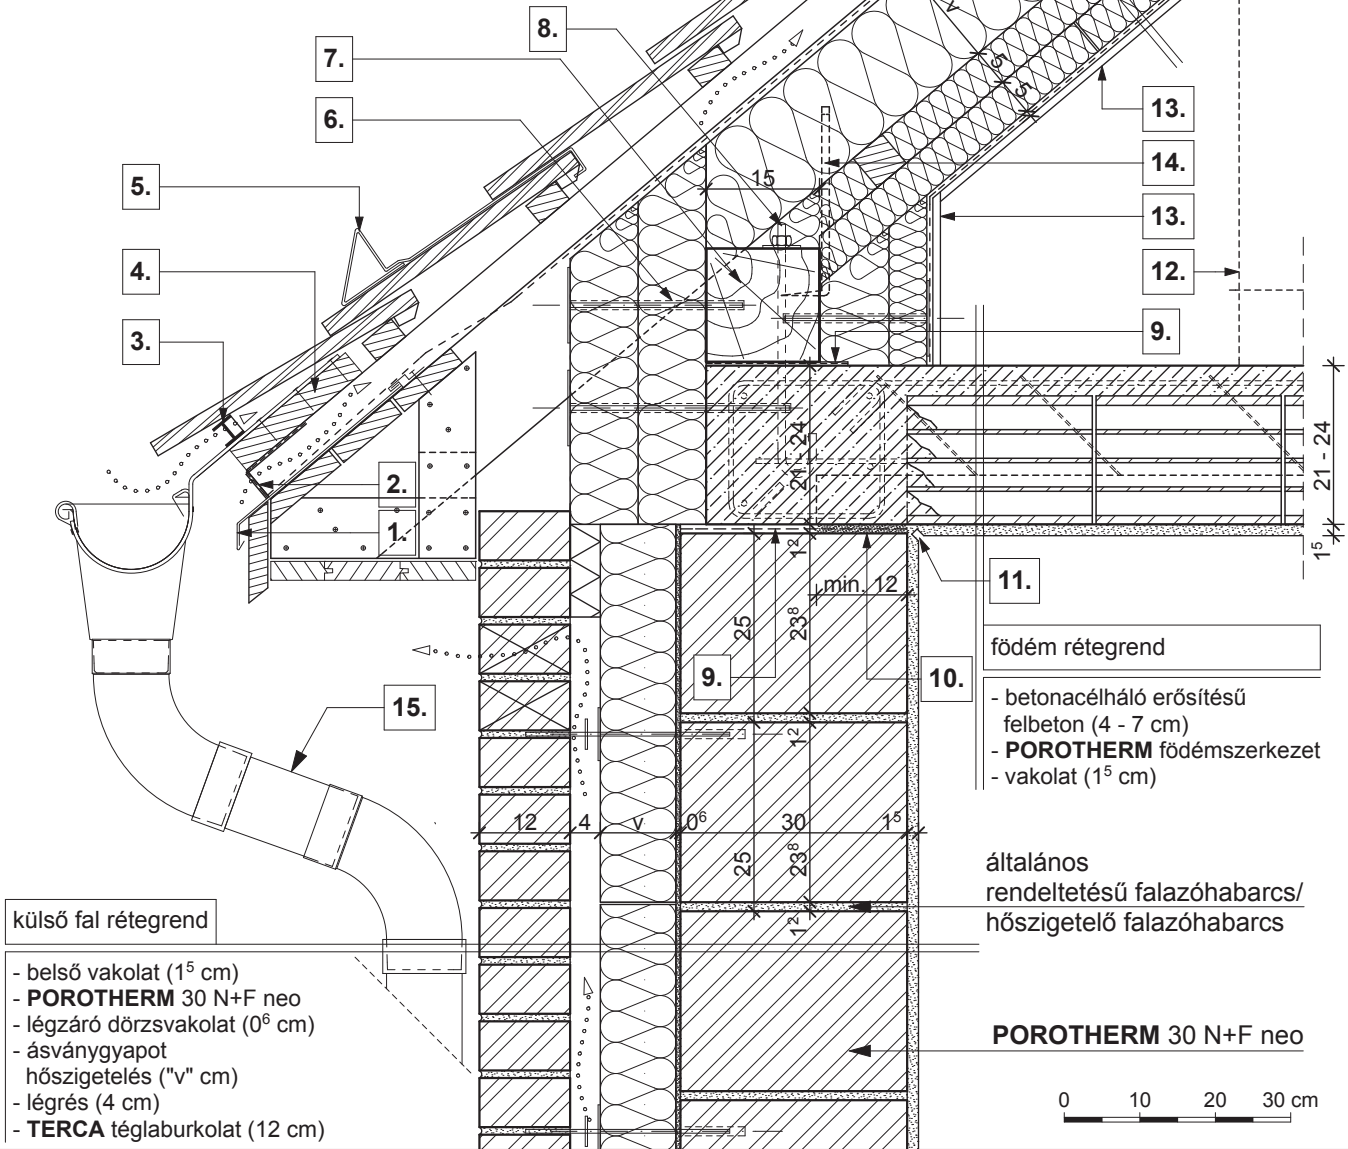 8.
7.
6.
5.
4.
3.
2.
1.
13.
14.
13.
12.
9.
11.
10.
9.
15.
15
v
5
5
21 - 24
21 - 24
1⁵
1²
min. 12
25
23⁸
1²
12
4
v
0⁶
30
1⁵
25
23⁸
1²
födém rétegrend
- betonacélháló erősítésű
felbeton (4 - 7 cm)
- POROTHERM födémszerkezet
- vakolat (1⁵ cm)
általános
rendeltetésű falazóhabarcs/
hőszigetelő falazóhabarcs
külső fal rétegrend
- belső vakolat (1⁵ cm)
- POROTHERM 30 N+F neo
- légzáró dörzsvakolat (0⁶ cm)
- ásványgyapot
hőszigetelés ("v" cm)
- légrés (4 cm)
- TERCA téglaburkolat (12 cm)
POROTHERM 30 N+F neo
0 10 20 30 cm